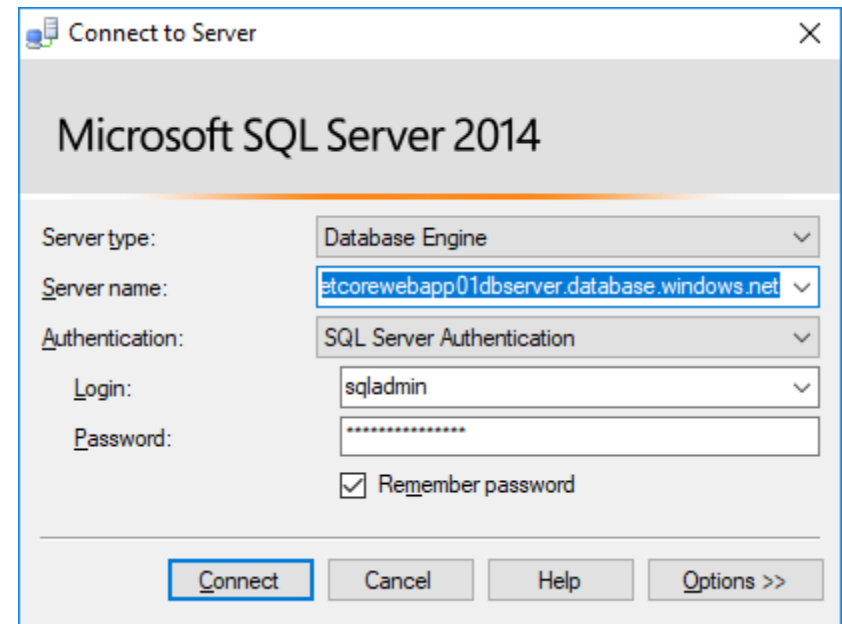 Connect to Server
Microsoft SQL Server 2014
Server type: Database Engine
Server name: etcorewebapp01dbserver.database.windows.net
Authentication: SQL Server Authentication
Login: sqladmin
Password: ***************
Remember password
Connect Cancel Help Options >>